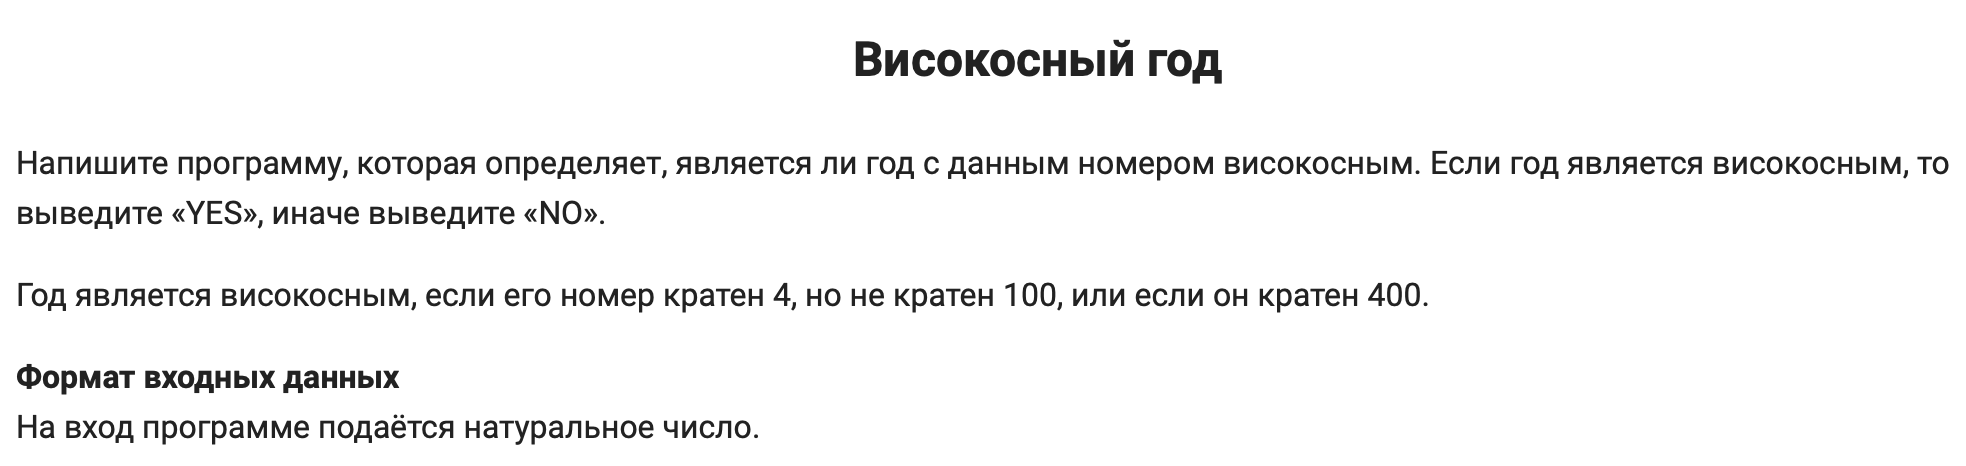 Високосный год
Напишите программу, которая определяет, является ли год с данным номером високосным. Если год является високосным, то
выведите «YES», иначе выведите «NO».
Год является високосным, если его номер кратен 4, но не кратен 100, или если он кратен 400.
Формат входных данных
На вход программе подаётся натуральное число.